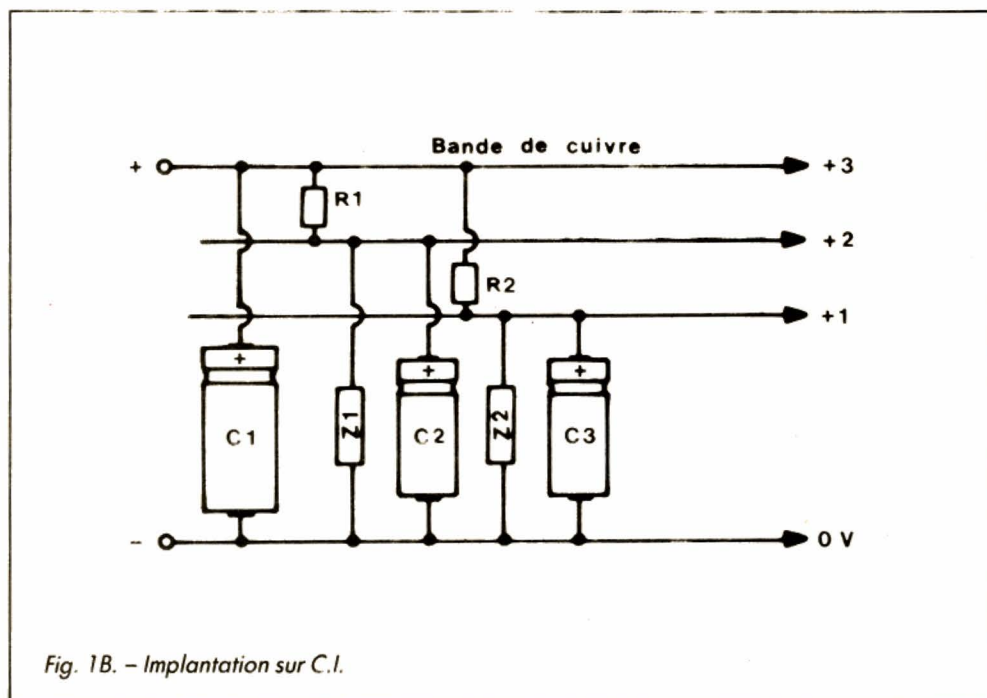 Bande de cuivre
+ +3
R1
+2
R2
+1
+ + +
C1 Z1 C2 Z2 C3
- 0 V
Fig. 1B. – Implantation sur C.I.